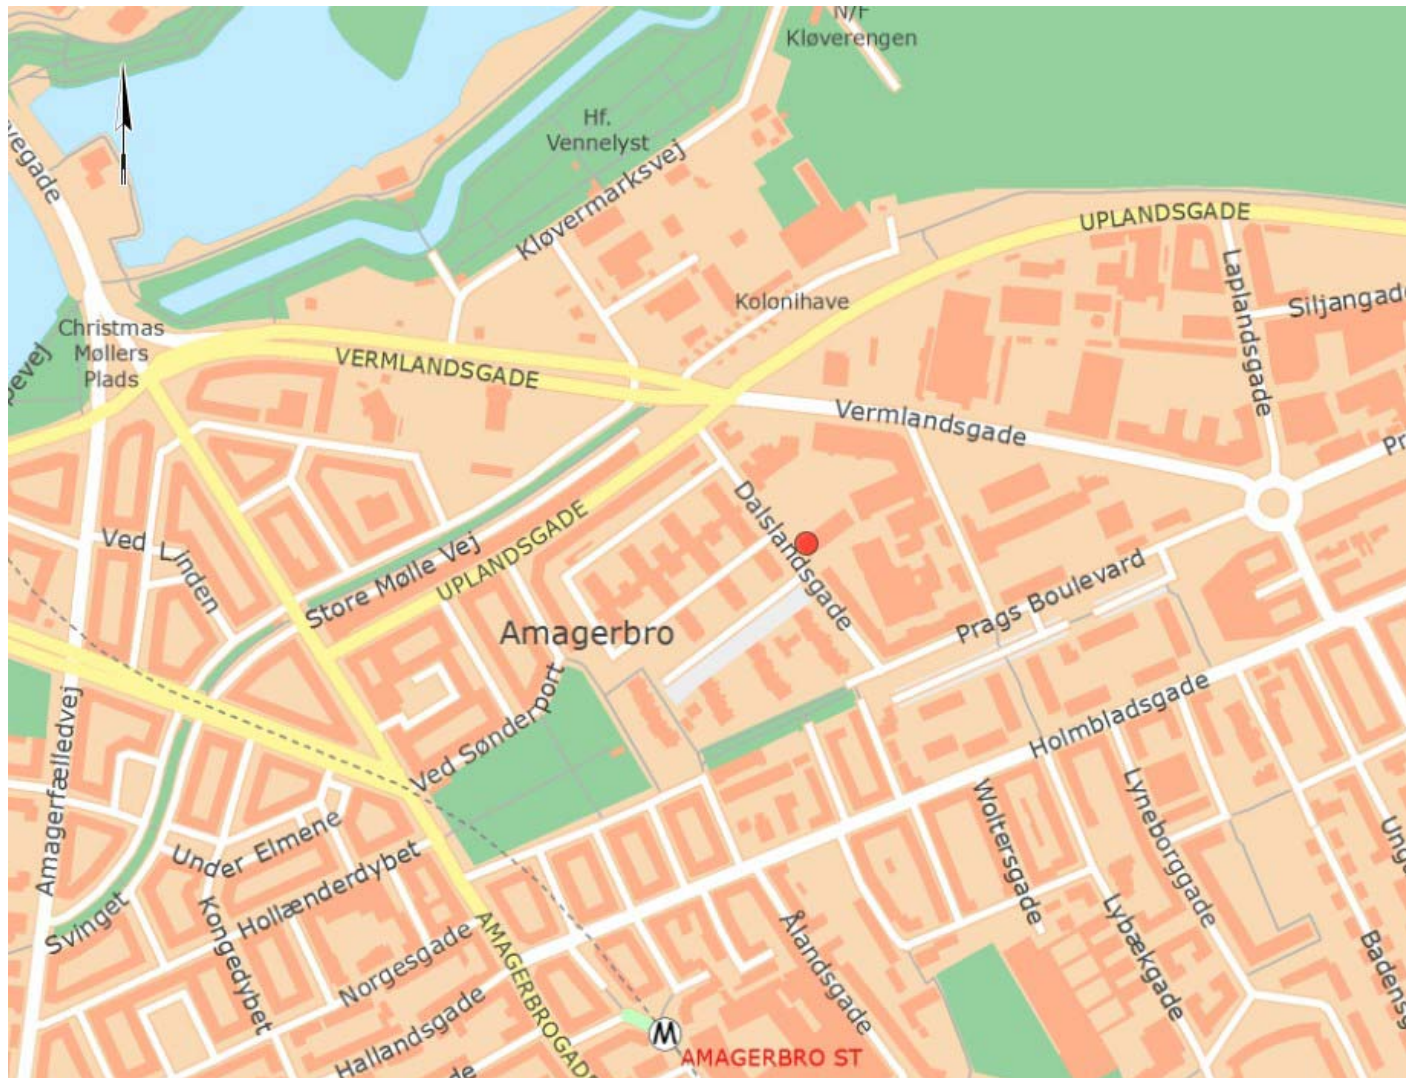 N/F
Kløverengen
Hf.
Vennelyst
Kløvermarksvej
UPLANDSGADE
Laplandsgade
Siljangade
Kolonihave
Christmas
Møllers
Plads
VERMLANDSGADE
Vermlandsgade
Dalslandsgade
Ved Linden
Store Mølle Vej
UPLANDSGADE
Prags Boulevard
Amagerbro
Ved Sønderport
Amagerfælledvej
Holmbladsgade
Under Elmene
Hollænderdybet
Svinget
Kongedybet
Norgesgade
Hallandsgade
AMAGERBROGADE
Ålandsgade
Woltersgade
Lyneborggade
Lybækgade
M
AMAGERBRO ST